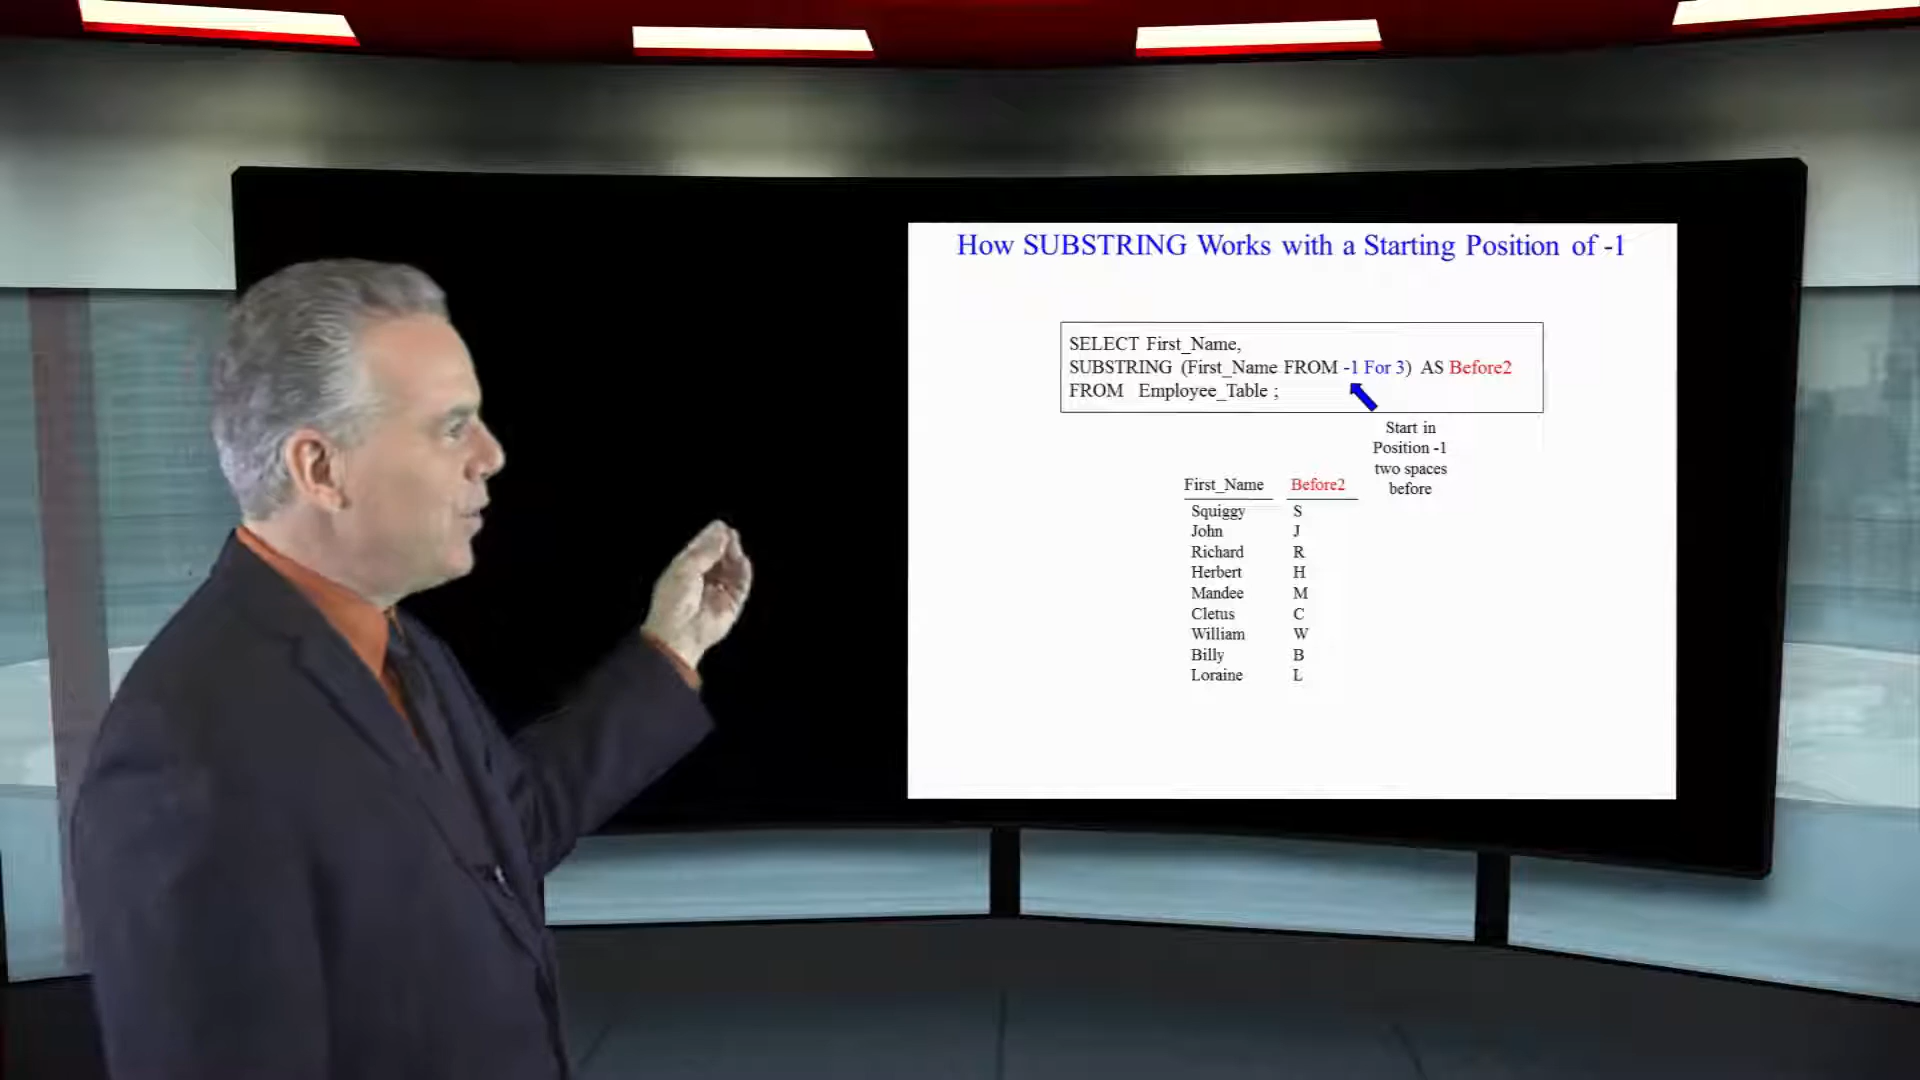 How SUBSTRING Works with a Starting Position of -1
SELECT First_Name,
SUBSTRING (First_Name FROM -1 For 3) AS Before2
FROM Employee_Table ;
Start in
Position -1
two spaces
before
First_Name Before2
Squiggy S
John J
Richard R
Herbert H
Mandee M
Cletus C
William W
Billy B
Loraine L